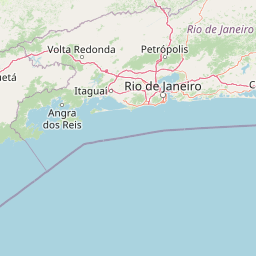 Rio de Janeiro
Volta Redonda
Petrópolis
Itaguaí
Rio de Janeiro
Angra
dos Reis